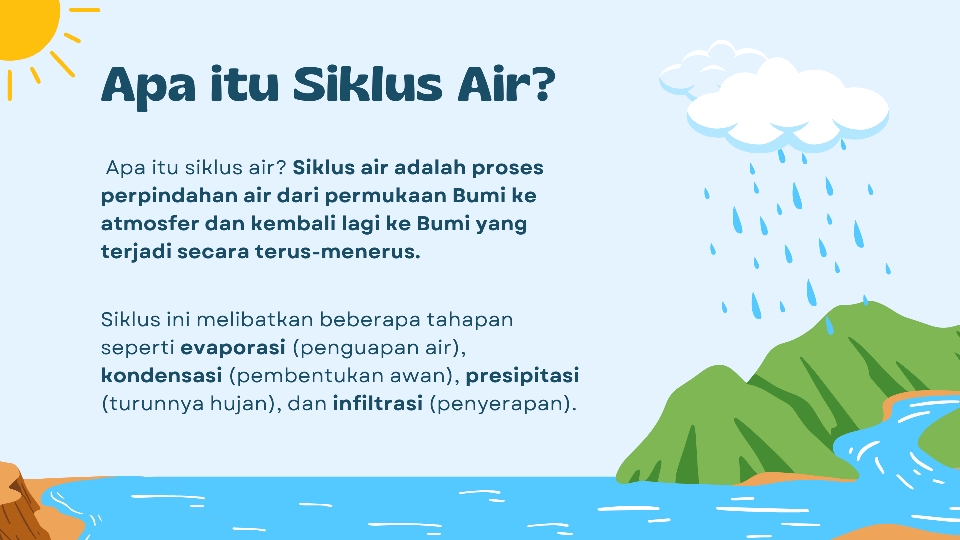 Apa itu Siklus Air?
Apa itu siklus air? Siklus air adalah proses
perpindahan air dari permukaan Bumi ke
atmosfer dan kembali lagi ke Bumi yang
terjadi secara terus-menerus.
Siklus ini melibatkan beberapa tahapan
seperti evaporasi (penguapan air),
kondensasi (pembentukan awan), presipitasi
(turunnya hujan), dan infiltrasi (penyerapan).